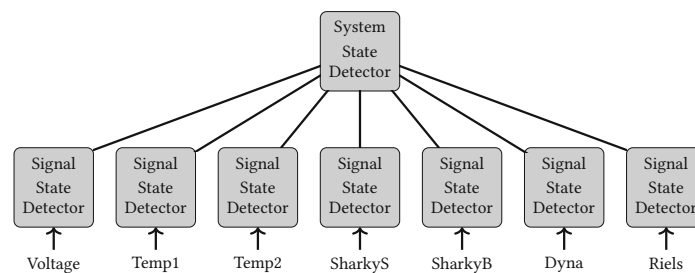 System
State
Detector
Signal
State
Detector
Signal
State
Detector
Signal
State
Detector
Signal
State
Detector
Signal
State
Detector
Signal
State
Detector
Signal
State
Detector
Voltage
Temp1
Temp2
SharkyS
SharkyB
Dyna
Riels